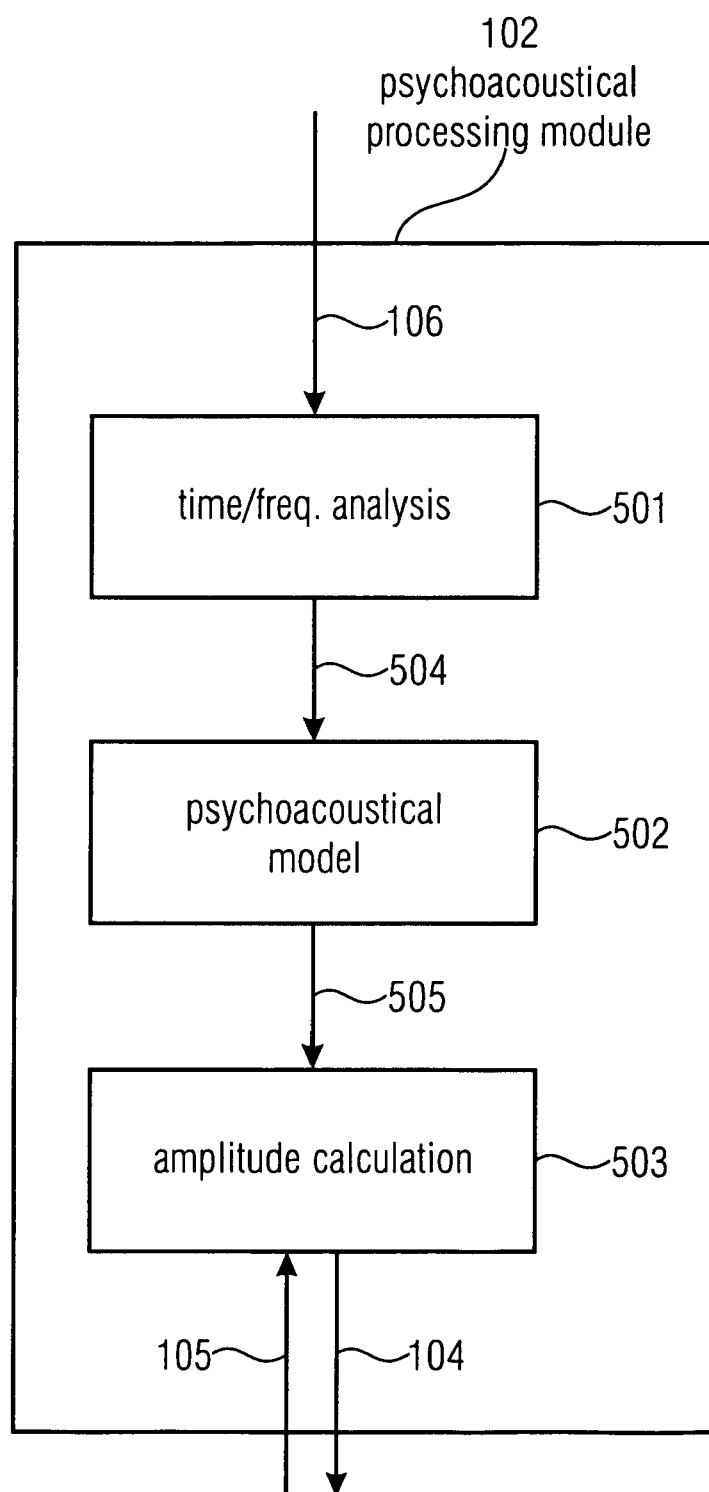 102
psychoacoustical
processing module
106
time/freq. analysis
501
504
psychoacoustical
model
502
505
amplitude calculation
503
105
104